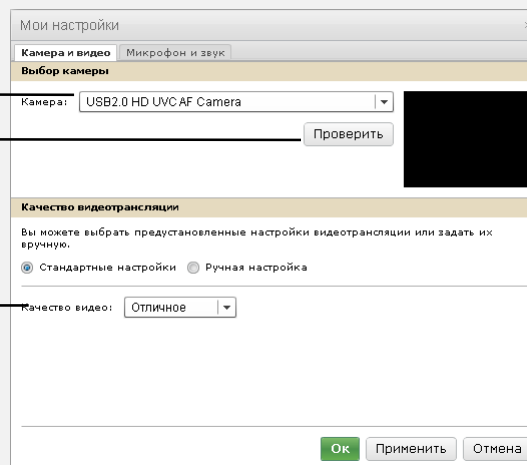 Мои настройки
Камера и видео Микрофон и звук
Выбор камеры
Камера: USB2.0 HD UVC AF Camera
Проверить
Качество видеотрансляции
Вы можете выбрать предустановленные настройки видеотрансляции или задать их
вручную.
Стандартные настройки Ручная настройка
Качество видео: Отличное
Ок Применить Отмена